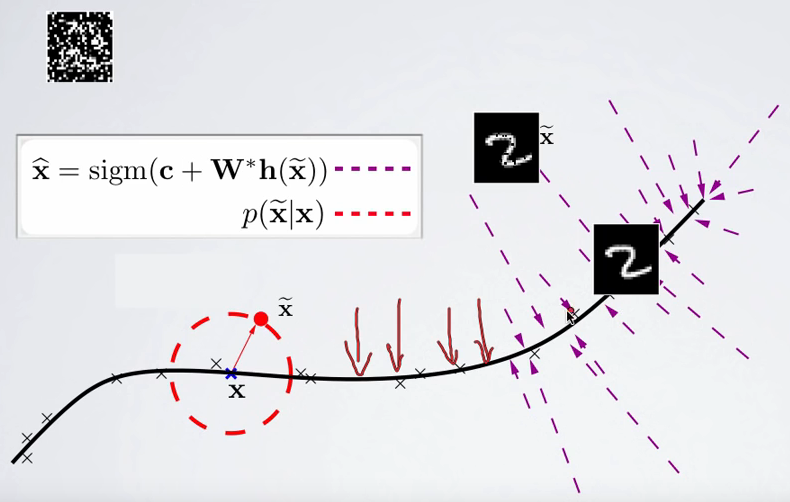 x̃
x̂ = sigm(c + W*h(x̃))
p(x̃|x)
x̃
x